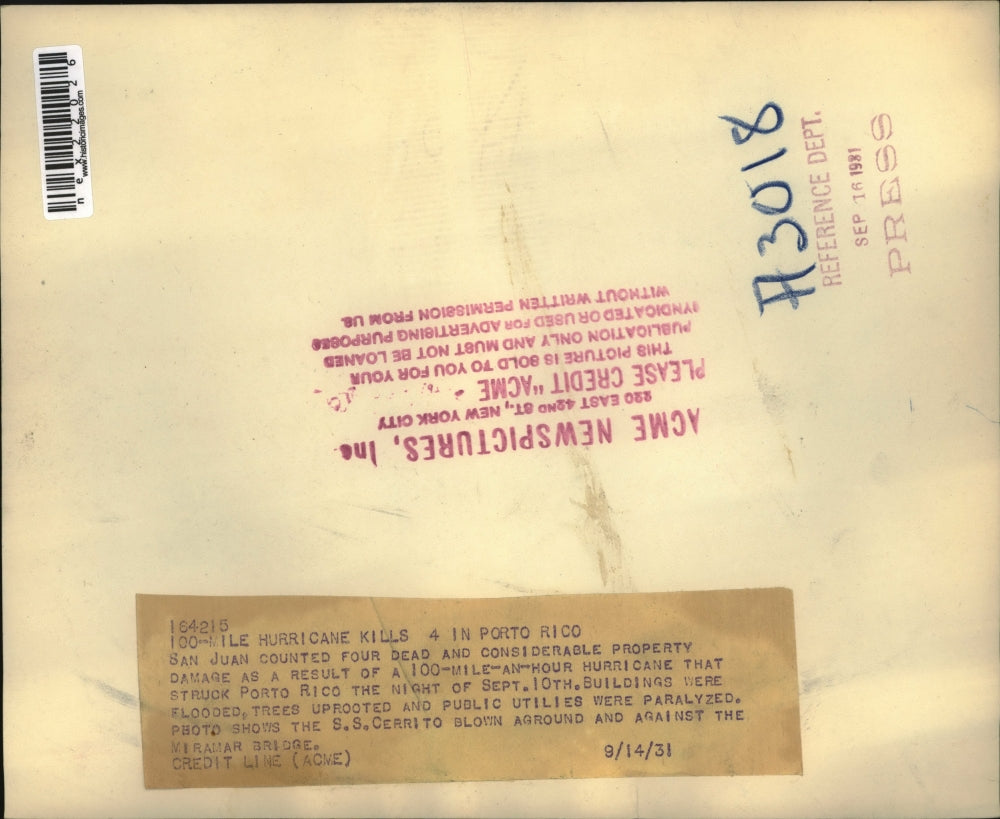 nex22026
www.historicimages.com
A3018
REFERENCE DEPT.
SEP 16 1931
PRESS
ACME NEWSPICTURES, Inc.
220 EAST 42ND ST., NEW YORK CITY
PLEASE CREDIT "ACME
THIS PICTURE IS SOLD TO YOU FOR YOUR
PUBLICATION ONLY AND MUST NOT BE LOANED
SYNDICATED OR USED FOR ADVERTISING PURPOSES
WITHOUT WRITTEN PERMISSION FROM US.
164215
100-MILE HURRICANE KILLS 4 IN PORTO RICO
SAN JUAN COUNTED FOUR DEAD AND CONSIDERABLE PROPERTY
DAMAGE AS A RESULT OF A 100-MILE-AN-HOUR HURRICANE THAT
STRUCK PORTO RICO THE NIGHT OF SEPT.10TH.BUILDINGS WERE
FLOODED, TREES UPROOTED AND PUBLIC UTILIES WERE PARALYZED.
PHOTO SHOWS THE S.S.CERRITO BLOWN AGROUND AND AGAINST THE
MIRAMAR BRIDGE.
CREDIT LINE (ACME) 9/14/31